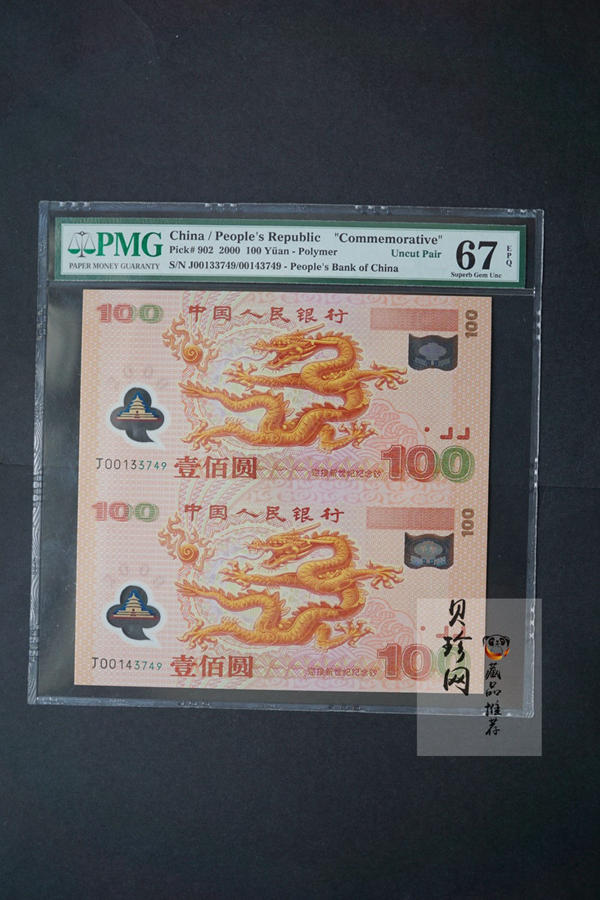 PMG
PAPER MONEY GUARANTY
China / People's Republic "Commemorative"
Pick# 902 2000 100 Yüan - Polymer Uncut Pair
S/N J00133749/00143749 - People's Bank of China
67 EPQ
Superb Gem Unc
100 中国人民银行 100
J00133749 壹佰圆 迎接新世纪纪念钞 100
100 中国人民银行 100
J00143749 壹佰圆 迎接新世纪纪念钞 100
贝珍网
藏品推荐